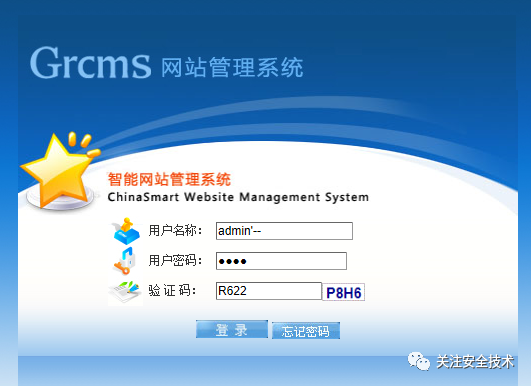 Grcms 网站管理系统
智能网站管理系统
ChinaSmart Website Management System
用户名称： admin'--
用户密码： ●●●●
验 证 码： R622 P8H6
登 录 忘记密码
关注安全技术